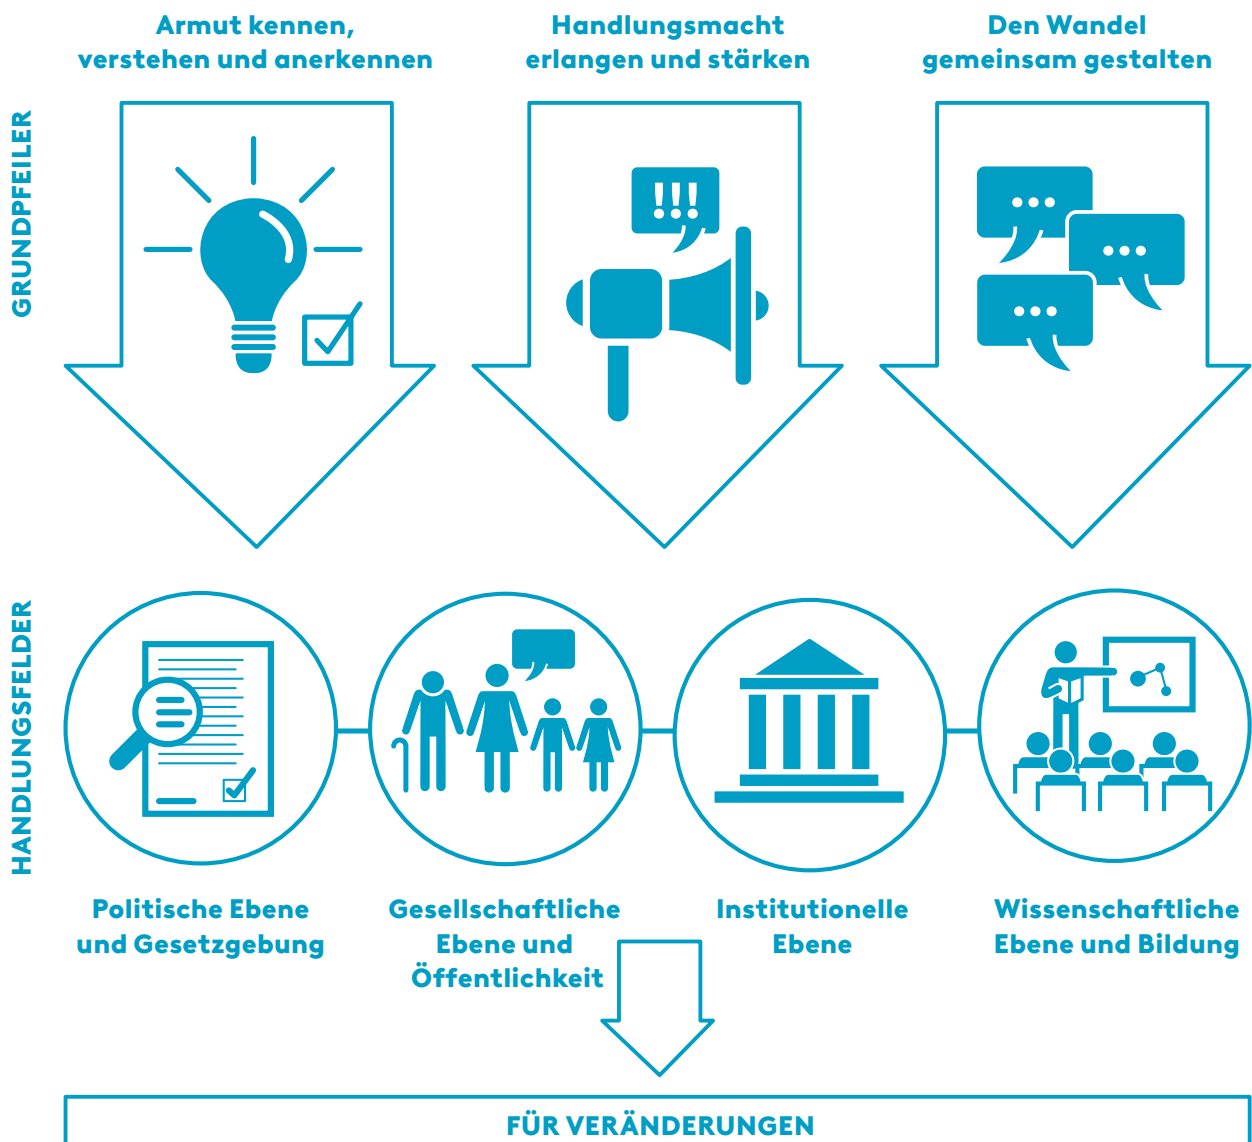 Armut kennen,
verstehen und anerkennen
Handlungsmacht
erlangen und stärken
Den Wandel
gemeinsam gestalten
GRUNDPFEILER
!!!
HANDLUNGSFELDER
Politische Ebene
und Gesetzgebung
Gesellschaftliche
Ebene und
Öffentlichkeit
Institutionelle
Ebene
Wissenschaftliche
Ebene und Bildung
FÜR VERÄNDERUNGEN